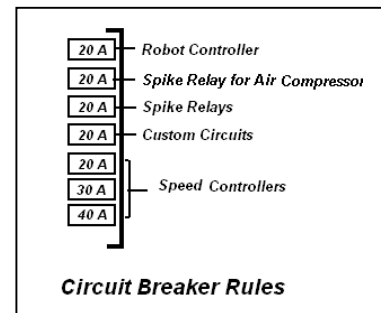 20 A Robot Controller
20 A Spike Relay for Air Compressor
20 A Spike Relays
20 A Custom Circuits
20 A
30 A Speed Controllers
40 A
Circuit Breaker Rules